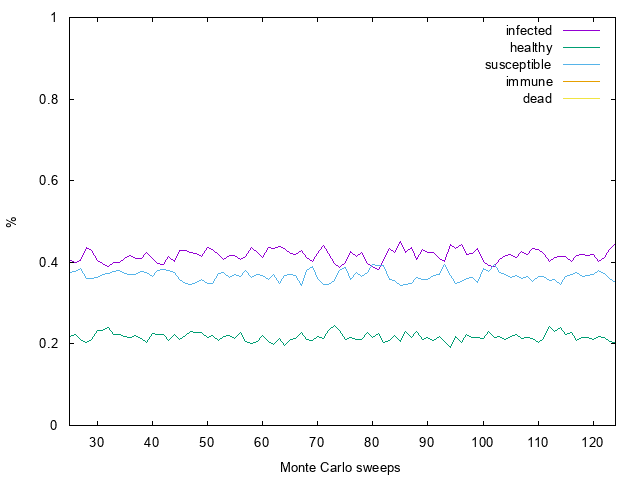 1
0.8
0.6
0.4
0.2
0
%
30 40 50 60 70 80 90 100 110 120
Monte Carlo sweeps
infected
healthy
susceptible
immune
dead